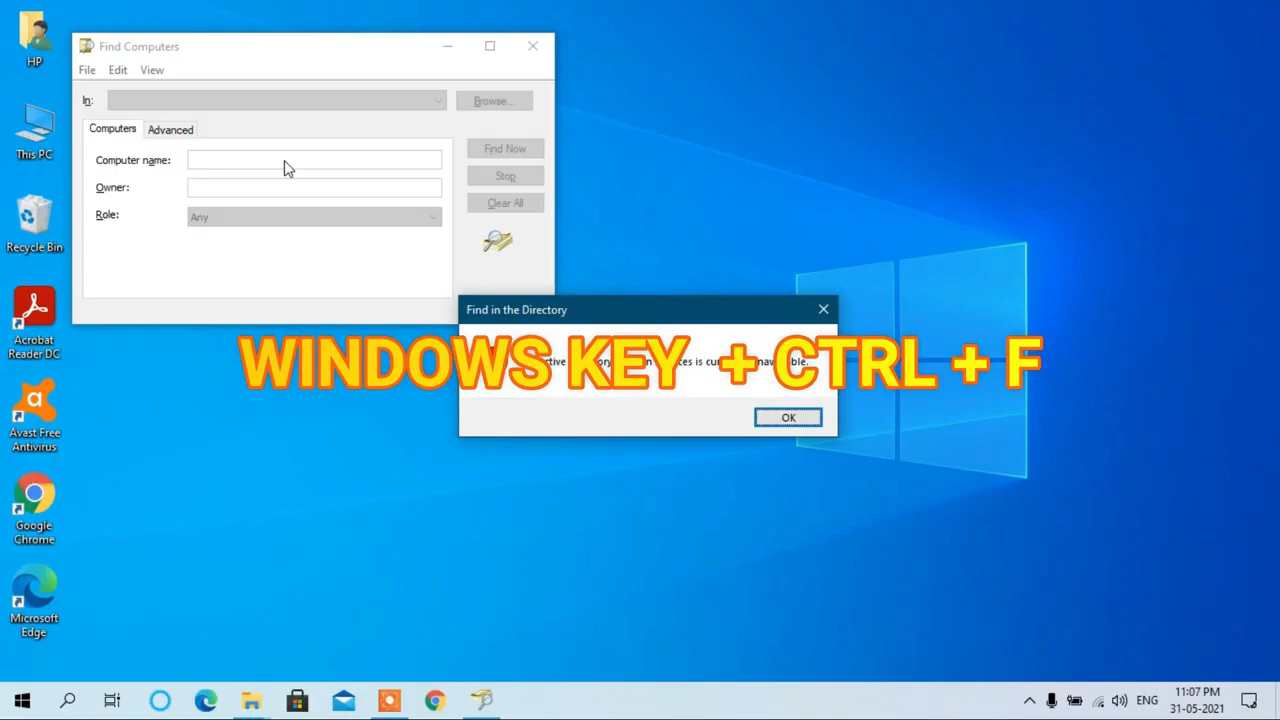 HP
This PC
Recycle Bin
Acrobat
Reader DC
Avast Free
Antivirus
Google
Chrome
Microsoft
Edge
Find Computers
File Edit View
In:
Browse...
Computers Advanced
Computer name:
Owner:
Role: Any
Find Now
Stop
Clear All
Find in the Directory
WINDOWS KEY + CTRL + F
OK
ENG
11:07 PM
31-05-2021